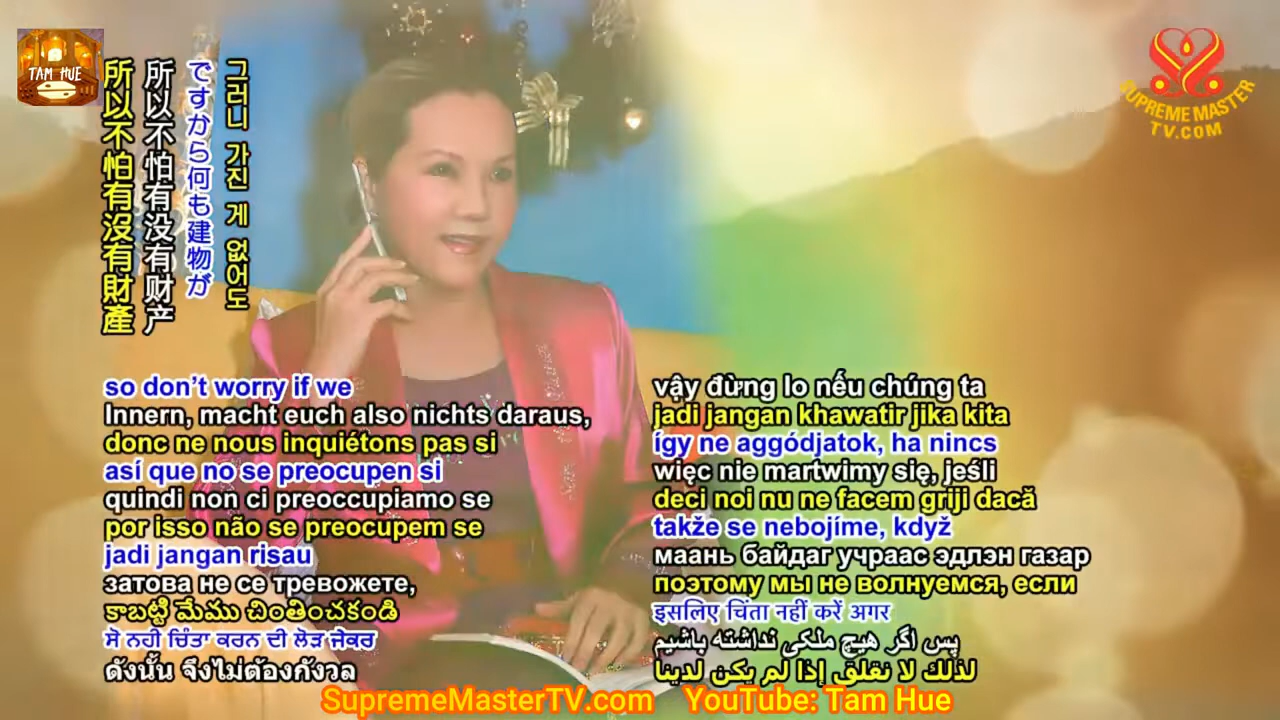 TAM HUE
SUPREME MASTER
TV.COM
所以不怕有沒有財產
所以不怕有没有财产
ですから何も建物が
그러니 가진 게 없어도
so don’t worry if we
Innern, macht euch also nichts daraus,
donc ne nous inquiétons pas si
así que no se preocupen si
quindi non ci preoccupiamo se
por isso não se preocupem se
jadi jangan risau
затова не се тревожете,
కాబట్టి మేము చింతించకండి
ਸੋ ਨਹੀ ਚਿੰਤਾ ਕਰਨ ਦੀ ਲੋੜ ਜੇਕਰ
ดังนั้น จึงไม่ต้องกังวล
vậy đừng lo nếu chúng ta
jadi jangan khawatir jika kita
így ne aggódjatok, ha nincs
więc nie martwimy się, jeśli
deci noi nu ne facem griji dacă
takže se nebojíme, když
маань байдаг учраас эдлэн газар
поэтому мы не волнуемся, если
इसलिए चिंता नहीं करें अगर
پس اگر هیچ ملکی نداشته باشیم
لذلك لا نقلق إذا لم يكن لدينا
SupremeMasterTV.com YouTube: Tam Hue